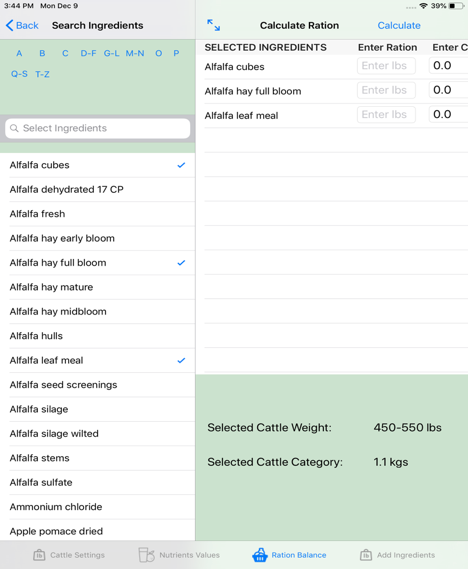 3:44 PM Mon Dec 9
39%
Back Search Ingredients
Calculate Ration Calculate
A B C D-F G-L M-N O P
Q-S T-Z
Select Ingredients
Alfalfa cubes
Alfalfa dehydrated 17 CP
Alfalfa fresh
Alfalfa hay early bloom
Alfalfa hay full bloom
Alfalfa hay mature
Alfalfa hay midbloom
Alfalfa hulls
Alfalfa leaf meal
Alfalfa seed screenings
Alfalfa silage
Alfalfa silage wilted
Alfalfa stems
Alfalfa sulfate
Ammonium chloride
Apple pomace dried
SELECTED INGREDIENTS Enter Ration Enter C
Alfalfa cubes Enter lbs 0.0
Alfalfa hay full bloom Enter lbs 0.0
Alfalfa leaf meal Enter lbs 0.0
Selected Cattle Weight: 450-550 lbs
Selected Cattle Category: 1.1 kgs
Cattle Settings Nutrients Values Ration Balance Add Ingredients